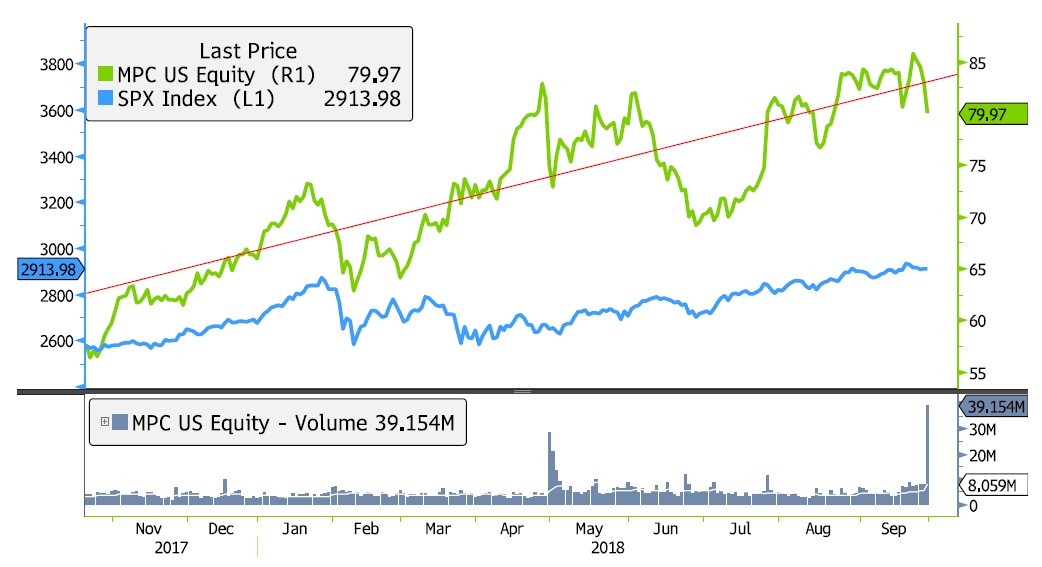 Last Price
MPC US Equity (R1) 79.97
SPX Index (L1) 2913.98
3800
3600
3400
3200
3000
2913.98
2800
2600
85
79.97
75
70
65
60
55
MPC US Equity - Volume 39.154M
39.154M
30M
20M
8.059M
0
Nov Dec Jan Feb Mar Apr May Jun Jul Aug Sep
2017 2018